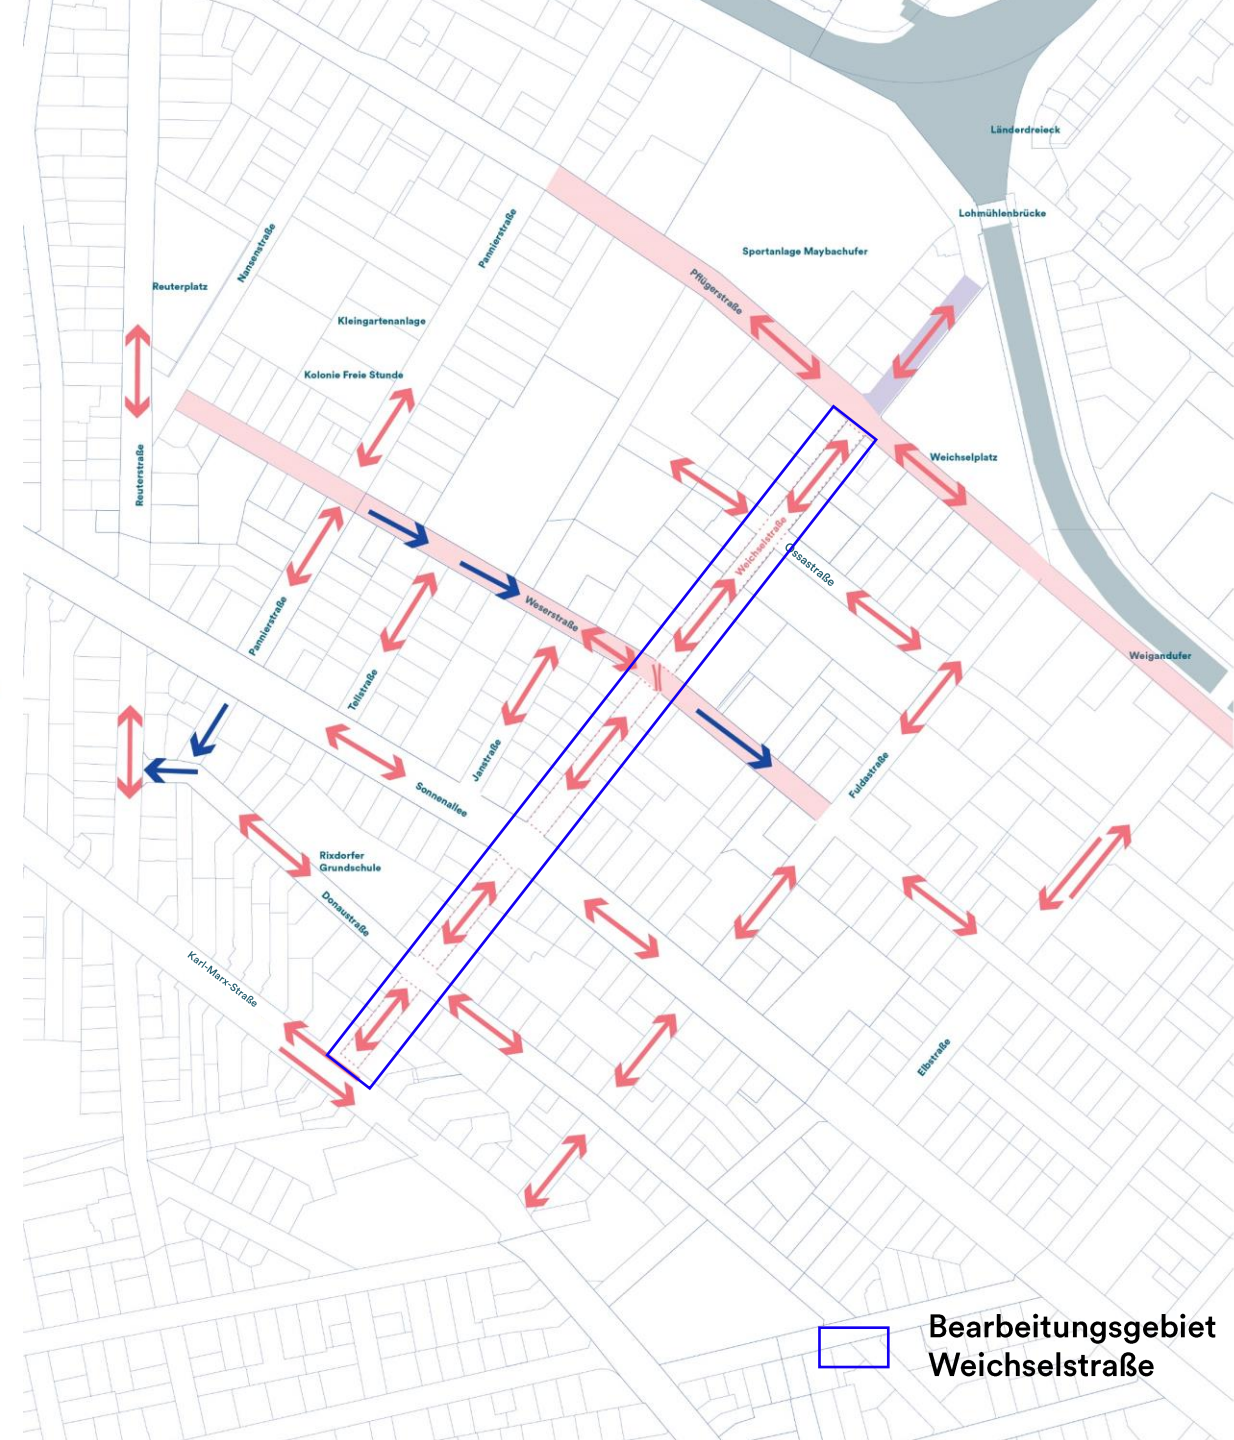 Länderdreieck
Lohmühlenbrücke
Pannierstraße
Nansenstraße
Sportanlage Maybachufer
Reuterplatz
Pflügerstraße
Kleingartenanlage
Kolonie Freie Stunde
Reuterstraße
Weichselplatz
Weichselstraße
Ossastraße
Weserstraße
Pannierstraße
Weigandufer
Tellstraße
Janstraße
Fuldastraße
Sonnenallee
Rixdorfer
Grundschule
Donaustraße
Karl-Marx-Straße
Elbstraße
Bearbeitungsgebiet
Weichselstraße